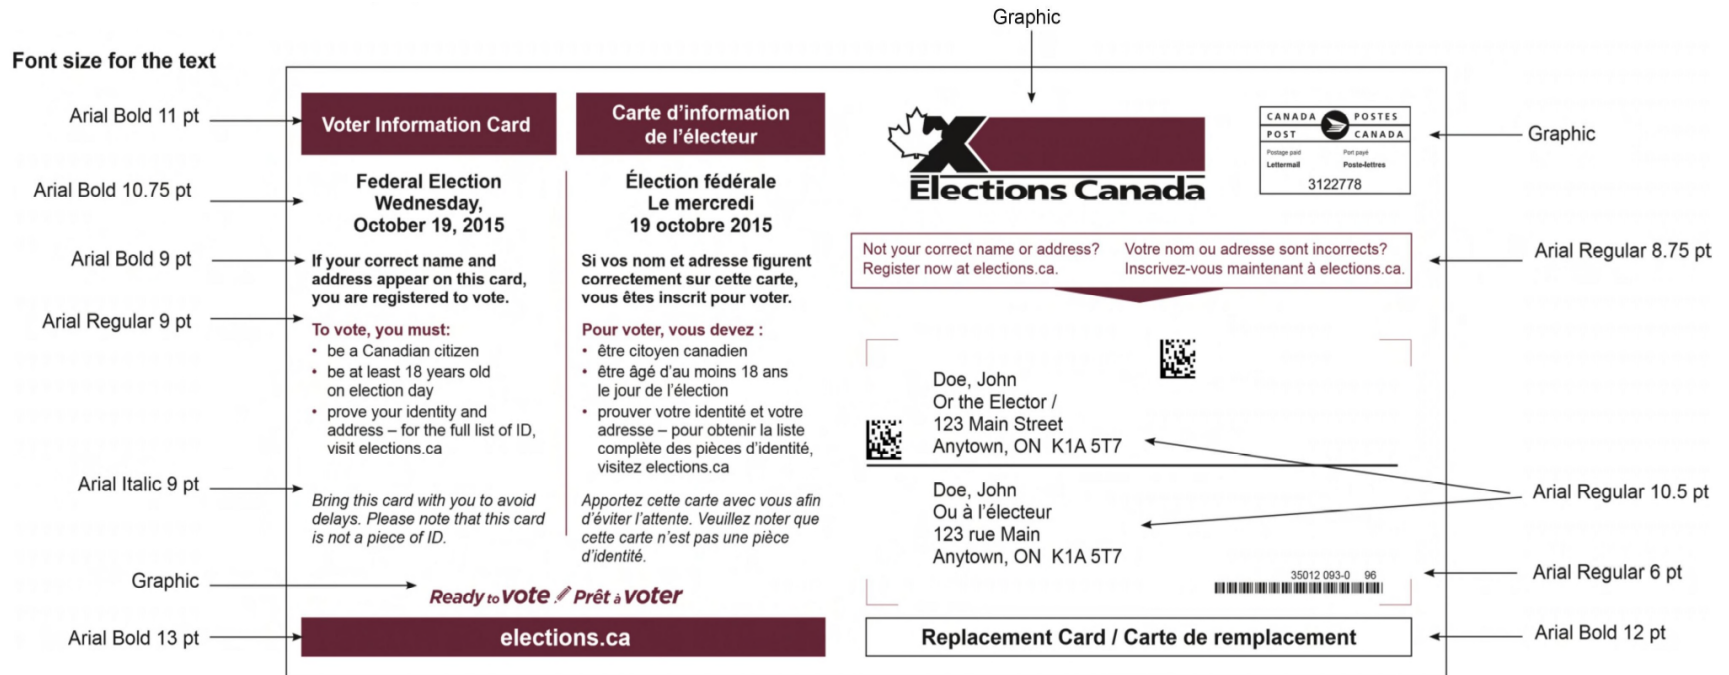 Graphic
Font size for the text
Arial Bold 11 pt
Arial Bold 10.75 pt
Arial Bold 9 pt
Arial Regular 9 pt
Arial Italic 9 pt
Graphic
Arial Bold 13 pt
Voter Information Card
Federal Election
Wednesday,
October 19, 2015
If your correct name and
address appear on this card,
you are registered to vote.
To vote, you must:
• be a Canadian citizen
• be at least 18 years old
on election day
• prove your identity and
address – for the full list of ID,
visit elections.ca
Bring this card with you to avoid
delays. Please note that this card
is not a piece of ID.
Carte d'information
de l'électeur
Élection fédérale
Le mercredi
19 octobre 2015
Si vos nom et adresse figurent
correctement sur cette carte,
vous êtes inscrit pour voter.
Pour voter, vous devez :
• être citoyen canadien
• être âgé d'au moins 18 ans
le jour de l'élection
• prouver votre identité et votre
adresse – pour obtenir la liste
complète des pièces d'identité,
visitez elections.ca
Apportez cette carte avec vous afin
d'éviter l'attente. Veuillez noter que
cette carte n'est pas une pièce
d'identité.
Ready to vote Prêt à voter
elections.ca
Elections Canada
CANADA POSTES
POST CANADA
Postage paid Port payé
Lettermail Poste-lettres
3122778
Not your correct name or address?
Register now at elections.ca.
Votre nom ou adresse sont incorrects?
Inscrivez-vous maintenant à elections.ca.
Doe, John
Or the Elector /
123 Main Street
Anytown, ON K1A 5T7
Doe, John
Ou à l'électeur
123 rue Main
Anytown, ON K1A 5T7
35012 093-0 96
Replacement Card / Carte de remplacement
Graphic
Arial Regular 8.75 pt
Arial Regular 10.5 pt
Arial Regular 6 pt
Arial Bold 12 pt